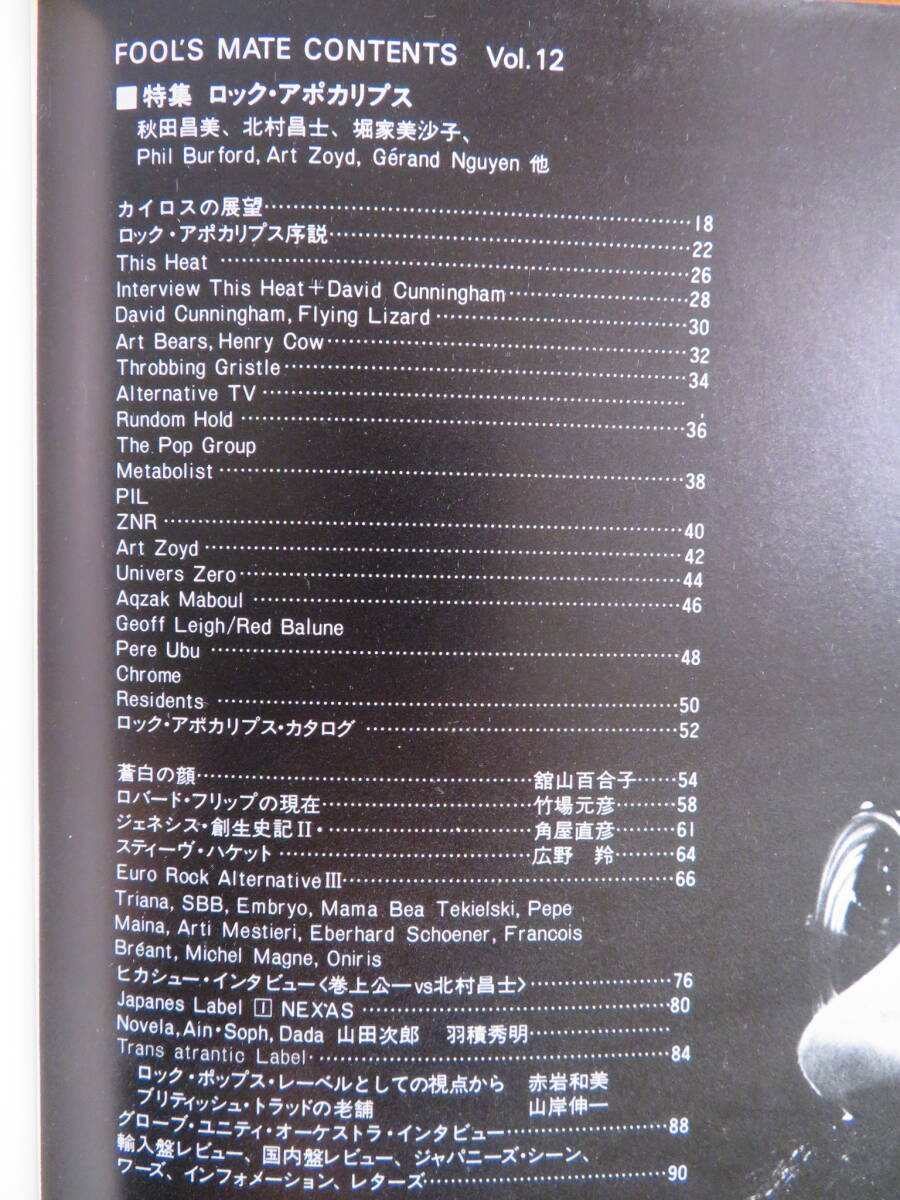 FOOL'S MATE CONTENTS Vol.12
■特集 ロック・アポカリプス
秋田昌美、北村昌士、堀家美沙子、
Phil Burford, Art Zoyd, Gérand Nguyen 他
カイロスの展望……18
ロック・アポカリプス序説……22
This Heat……26
Interview This Heat+David Cunningham……28
David Cunningham, Flying Lizard……30
Art Bears, Henry Cow……32
Throbbing Gristle……34
Alternative TV……
Rundom Hold……36
The Pop Group
Metabolist……38
PIL
ZNR……40
Art Zoyd……42
Univers Zero……44
Aqzak Maboul……46
Geoff Leigh/Red Balune
Pere Ubu……48
Chrome
Residents……50
ロック・アポカリプス・カタログ……52
蒼白の顔……舘山百合子……54
ロバード・フリップの現在……竹場元彦……58
ジェネシス・創生史記II・……角屋直彦……61
スティーヴ・ハケット……広野 羚……64
Euro Rock Alternative III……66
Triana, SBB, Embryo, Mama Bea Tekielski, Pepe
Maina, Arti Mestieri, Eberhard Schoener, Francois
Bréant, Michel Magne, Oniris
ヒカシュー・インタビュー〈巻上公一vs北村昌士〉……76
Japanes Label 1 NEXAS……80
Novela, Ain・Soph, Dada 山田次郎 羽積秀明……
Trans atrantic Label……84
ロック・ポップス・レーベルとしての視点から 赤岩和美
ブリティッシュ・トラッドの老舗 山岸伸一
グローブ・ユニティ・オーケストラ・インタビュー……88
輸入盤レビュー、国内盤レビュー、ジャパニーズ・シーン、
ワーズ、インフォメーション、レターズ……90